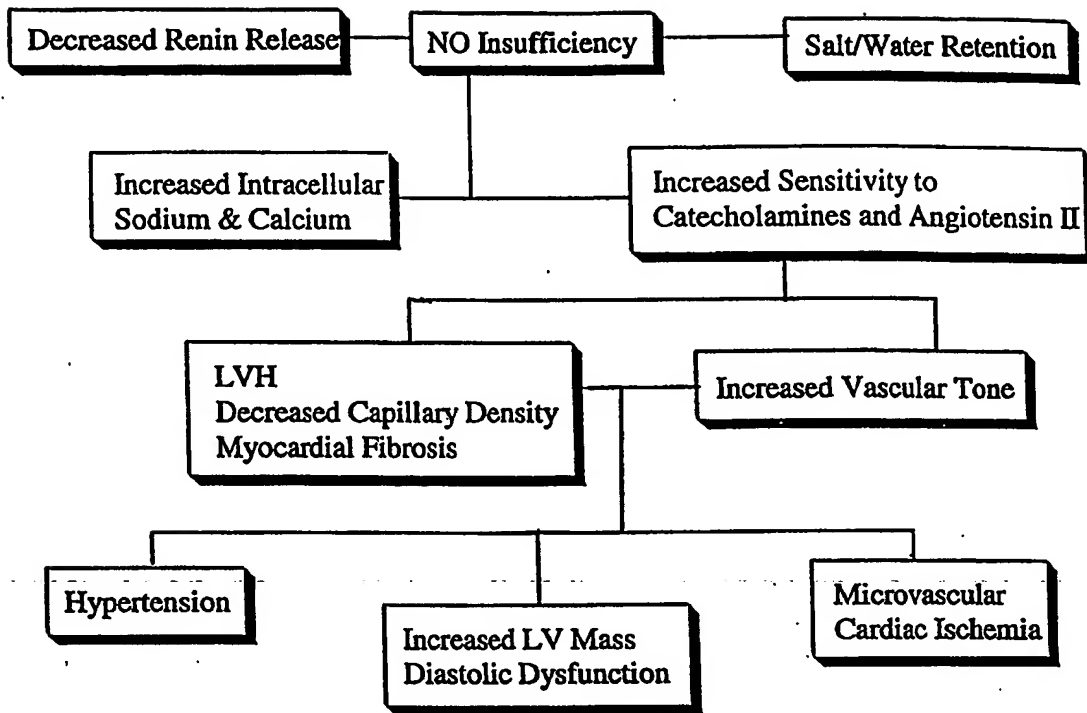 Decreased Renin Release
NO Insufficiency
Salt/Water Retention
Increased Intracellular
Sodium & Calcium
Increased Sensitivity to
Catecholamines and Angiotensin II
LVH
Decreased Capillary Density
Myocardial Fibrosis
Increased Vascular Tone
Hypertension
Increased LV Mass
Diastolic Dysfunction
Microvascular
Cardiac Ischemia